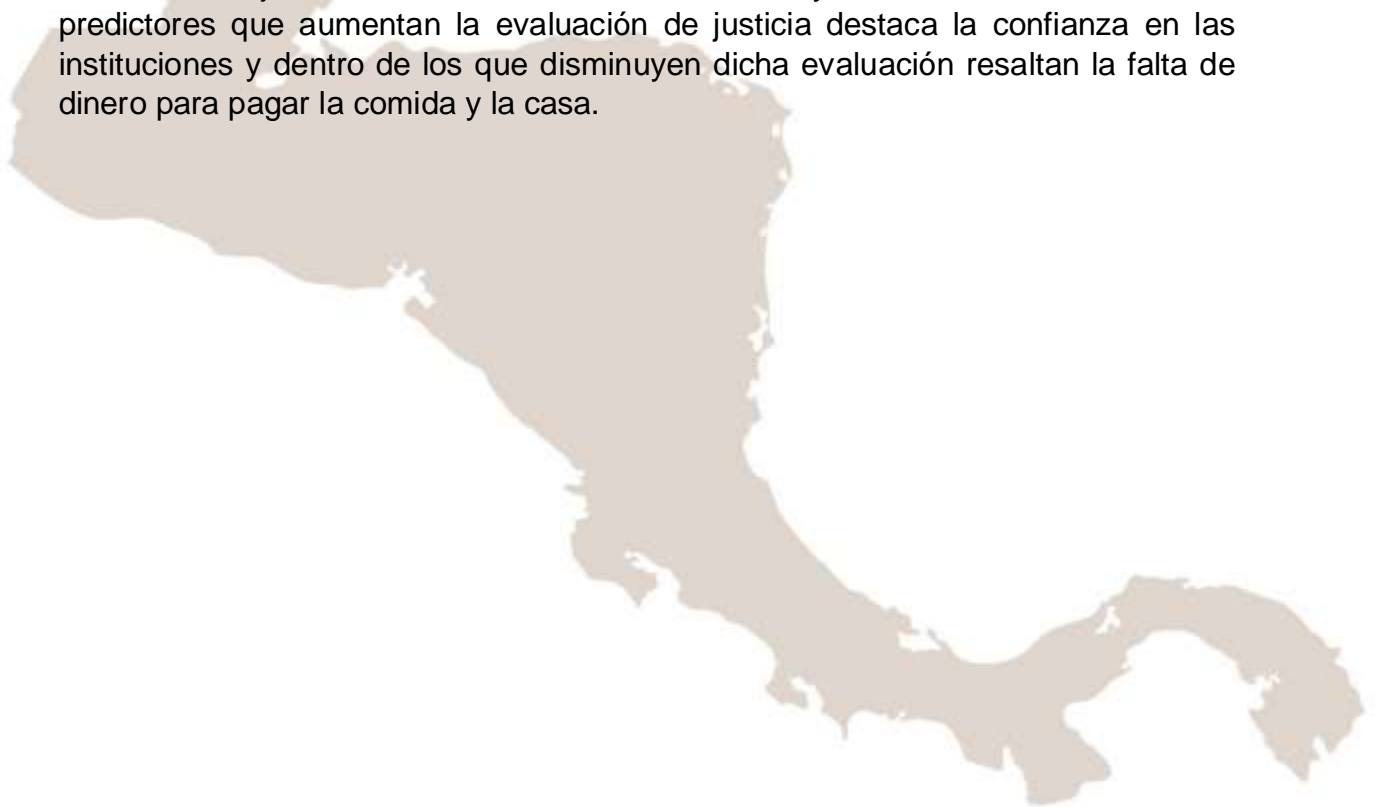 predictores que aumentan la evaluación de justicia destaca la confianza en las
instituciones y dentro de los que disminuyen dicha evaluación resaltan la falta de
dinero para pagar la comida y la casa.